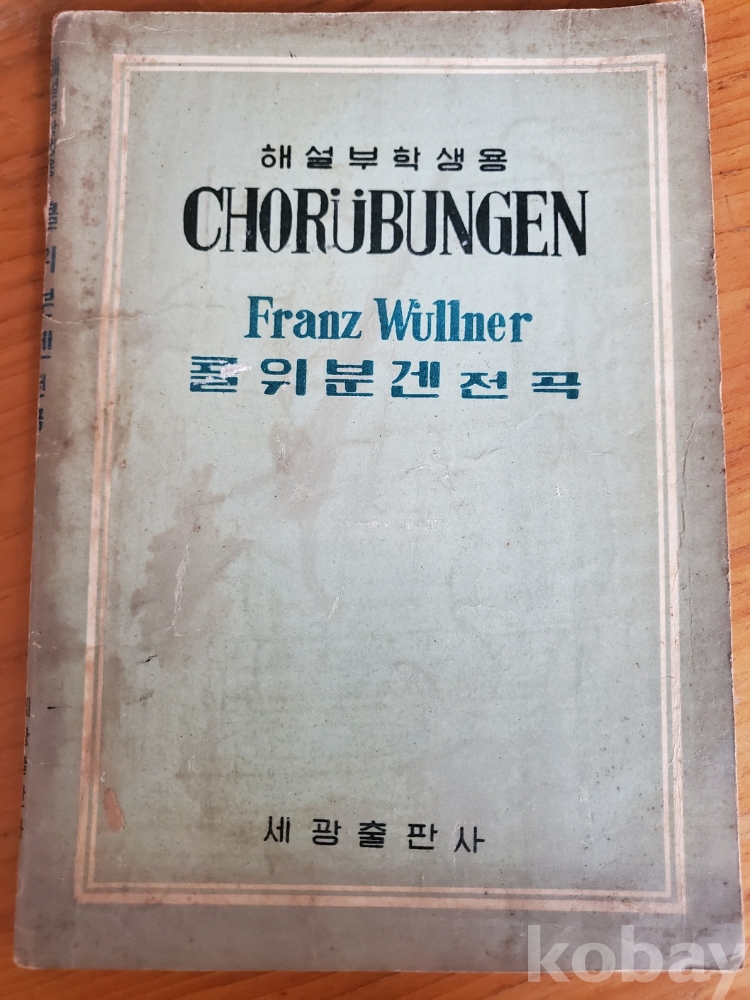 해설부학생용
CHORÜBUNGEN
Franz Wüllner
콜위분겐 전곡
세광출판사
kobay